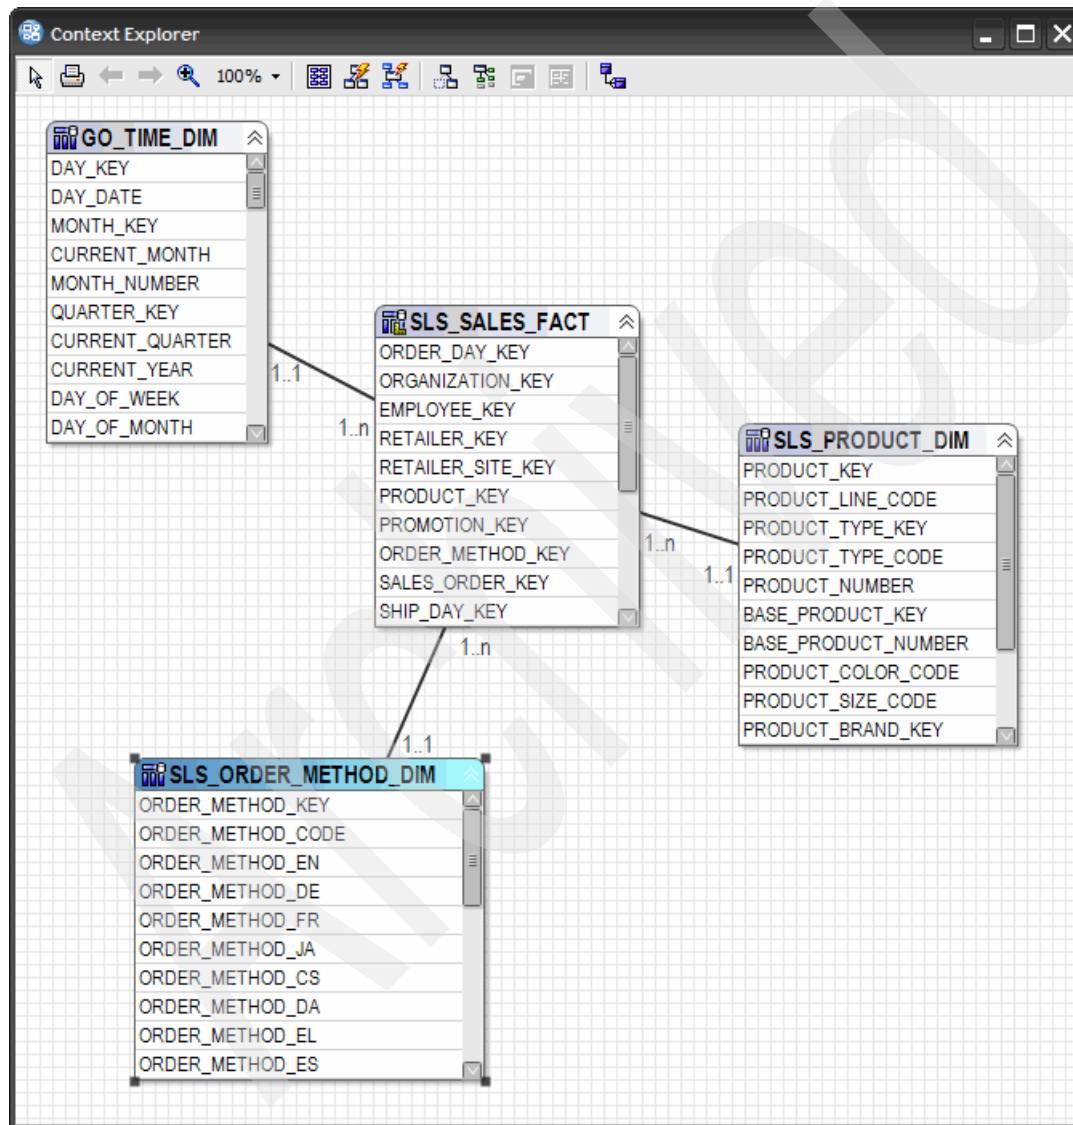 Context Explorer
100%
GO_TIME_DIM
DAY_KEY
DAY_DATE
MONTH_KEY
CURRENT_MONTH
MONTH_NUMBER
QUARTER_KEY
CURRENT_QUARTER
CURRENT_YEAR
DAY_OF_WEEK
DAY_OF_MONTH
1..1
1..n
SLS_SALES_FACT
ORDER_DAY_KEY
ORGANIZATION_KEY
EMPLOYEE_KEY
RETAILER_KEY
RETAILER_SITE_KEY
PRODUCT_KEY
PROMOTION_KEY
ORDER_METHOD_KEY
SALES_ORDER_KEY
SHIP_DAY_KEY
1..n
1..1
SLS_PRODUCT_DIM
PRODUCT_KEY
PRODUCT_LINE_CODE
PRODUCT_TYPE_KEY
PRODUCT_TYPE_CODE
PRODUCT_NUMBER
BASE_PRODUCT_KEY
BASE_PRODUCT_NUMBER
PRODUCT_COLOR_CODE
PRODUCT_SIZE_CODE
PRODUCT_BRAND_KEY
1..n
1..1
SLS_ORDER_METHOD_DIM
ORDER_METHOD_KEY
ORDER_METHOD_CODE
ORDER_METHOD_EN
ORDER_METHOD_DE
ORDER_METHOD_FR
ORDER_METHOD_JA
ORDER_METHOD_CS
ORDER_METHOD_DA
ORDER_METHOD_EL
ORDER_METHOD_ES
Archived